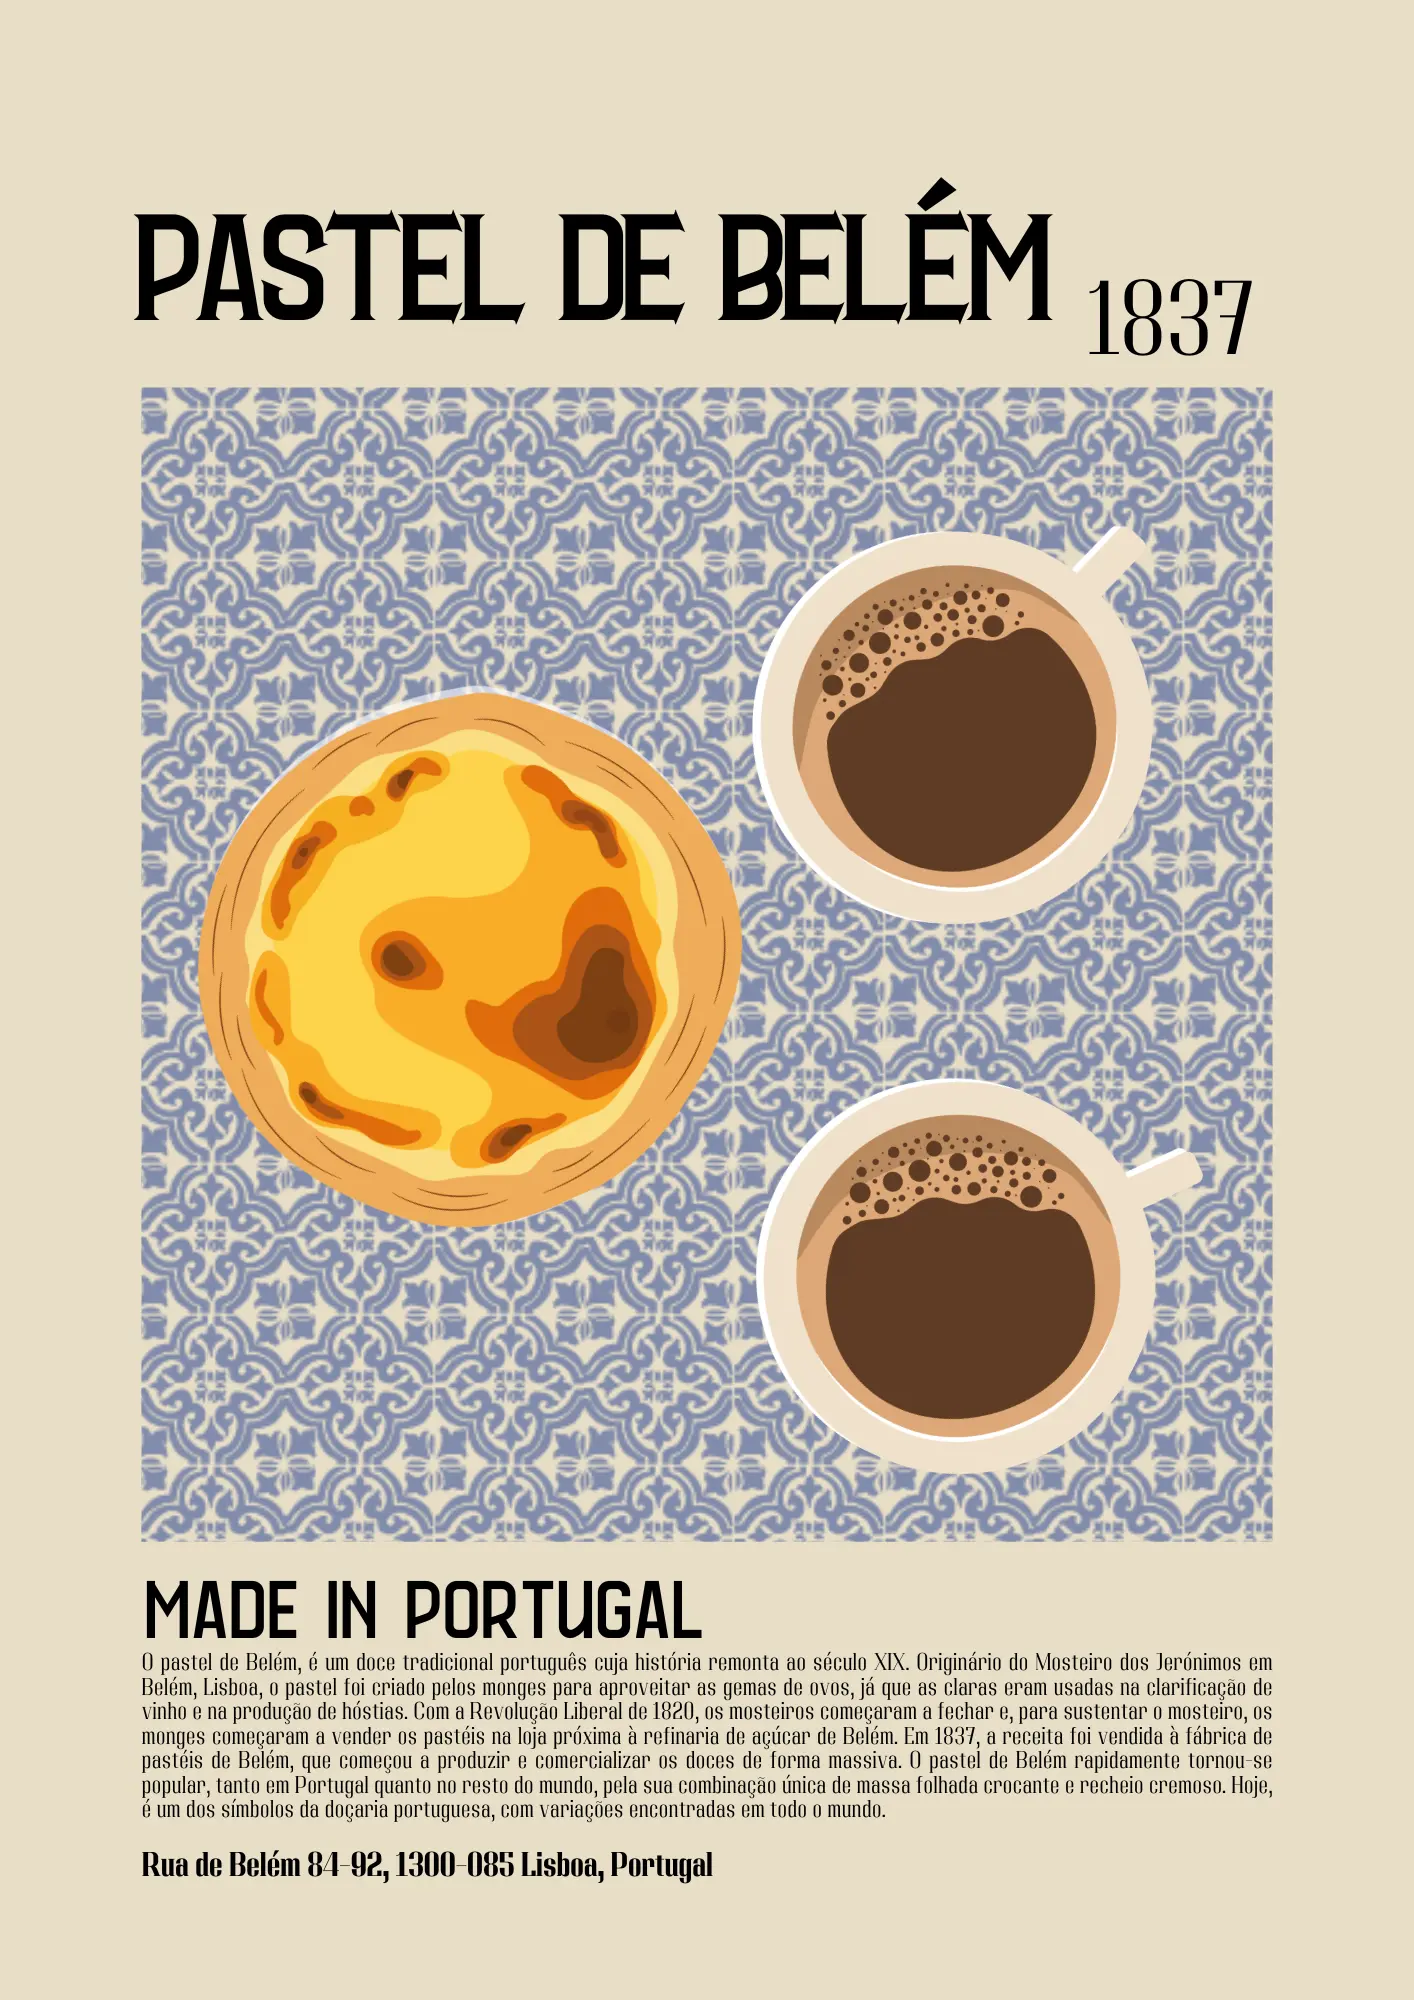 PASTEL DE BELÉM
1837
MADE IN PORTUGAL
O pastel de Belém, é um doce tradicional português cuja história remonta ao século XIX. Originário do Mosteiro dos Jerónimos em
Belém, Lisboa, o pastel foi criado pelos monges para aproveitar as gemas de ovos, já que as claras eram usadas na clarificação de
vinho e na produção de hóstias. Com a Revolução Liberal de 1820, os mosteiros começaram a fechar e, para sustentar o mosteiro, os
monges começaram a vender os pastéis na loja próxima à refinaria de açúcar de Belém. Em 1837, a receita foi vendida à fábrica de
pastéis de Belém, que começou a produzir e comercializar os doces de forma massiva. O pastel de Belém rapidamente tornou-se
popular, tanto em Portugal quanto no resto do mundo, pela sua combinação única de massa folhada crocante e recheio cremoso. Hoje,
é um dos símbolos da doçaria portuguesa, com variações encontradas em todo o mundo.
Rua de Belém 84-92, 1300-085 Lisboa, Portugal